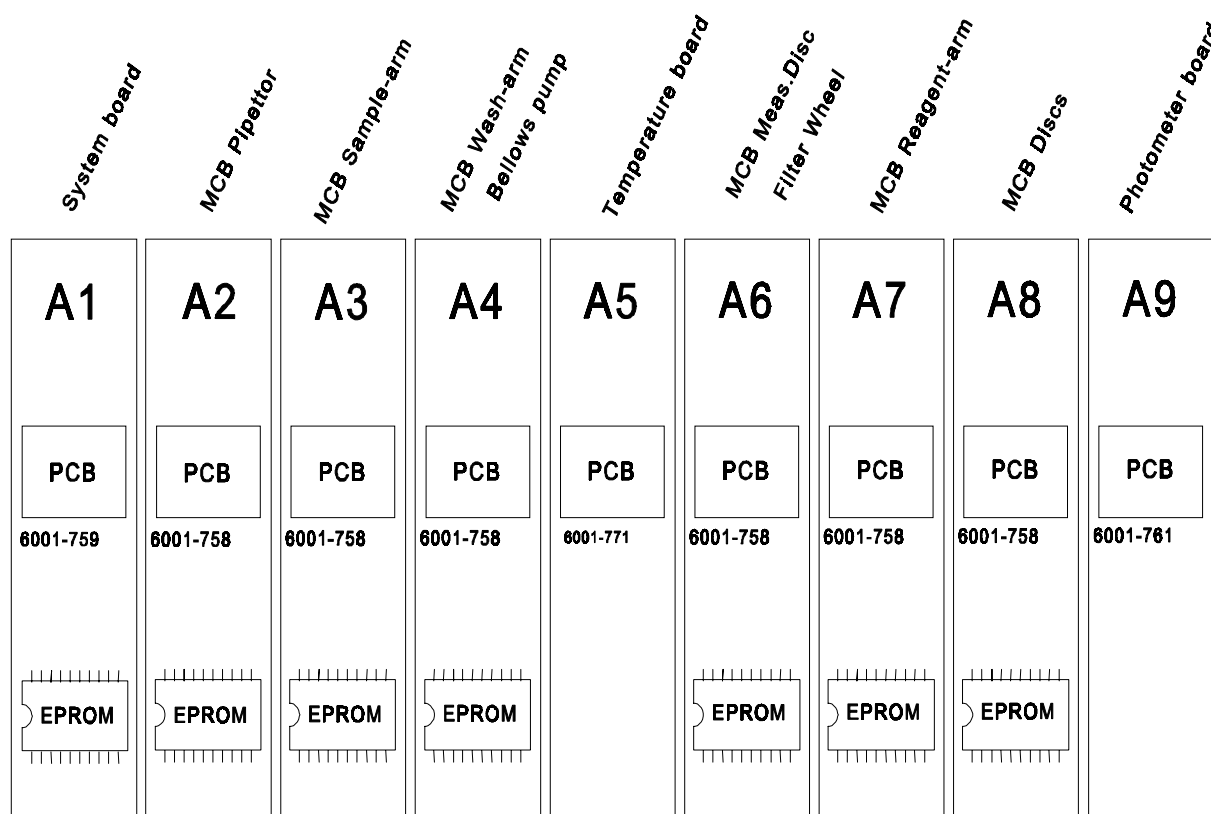 System board
MCB Pipettor
MCB Sample-arm
MCB Wash-arm
Bellows pump
Temperature board
MCB Meas.Disc
Filter Wheel
MCB Reagent-arm
MCB Discs
Photometer board
A1 A2 A3 A4 A5 A6 A7 A8 A9
PCB PCB PCB PCB PCB PCB PCB PCB PCB
6001-759 6001-758 6001-758 6001-758 6001-771 6001-758 6001-758 6001-758 6001-761
EPROM EPROM EPROM EPROM EPROM EPROM EPROM